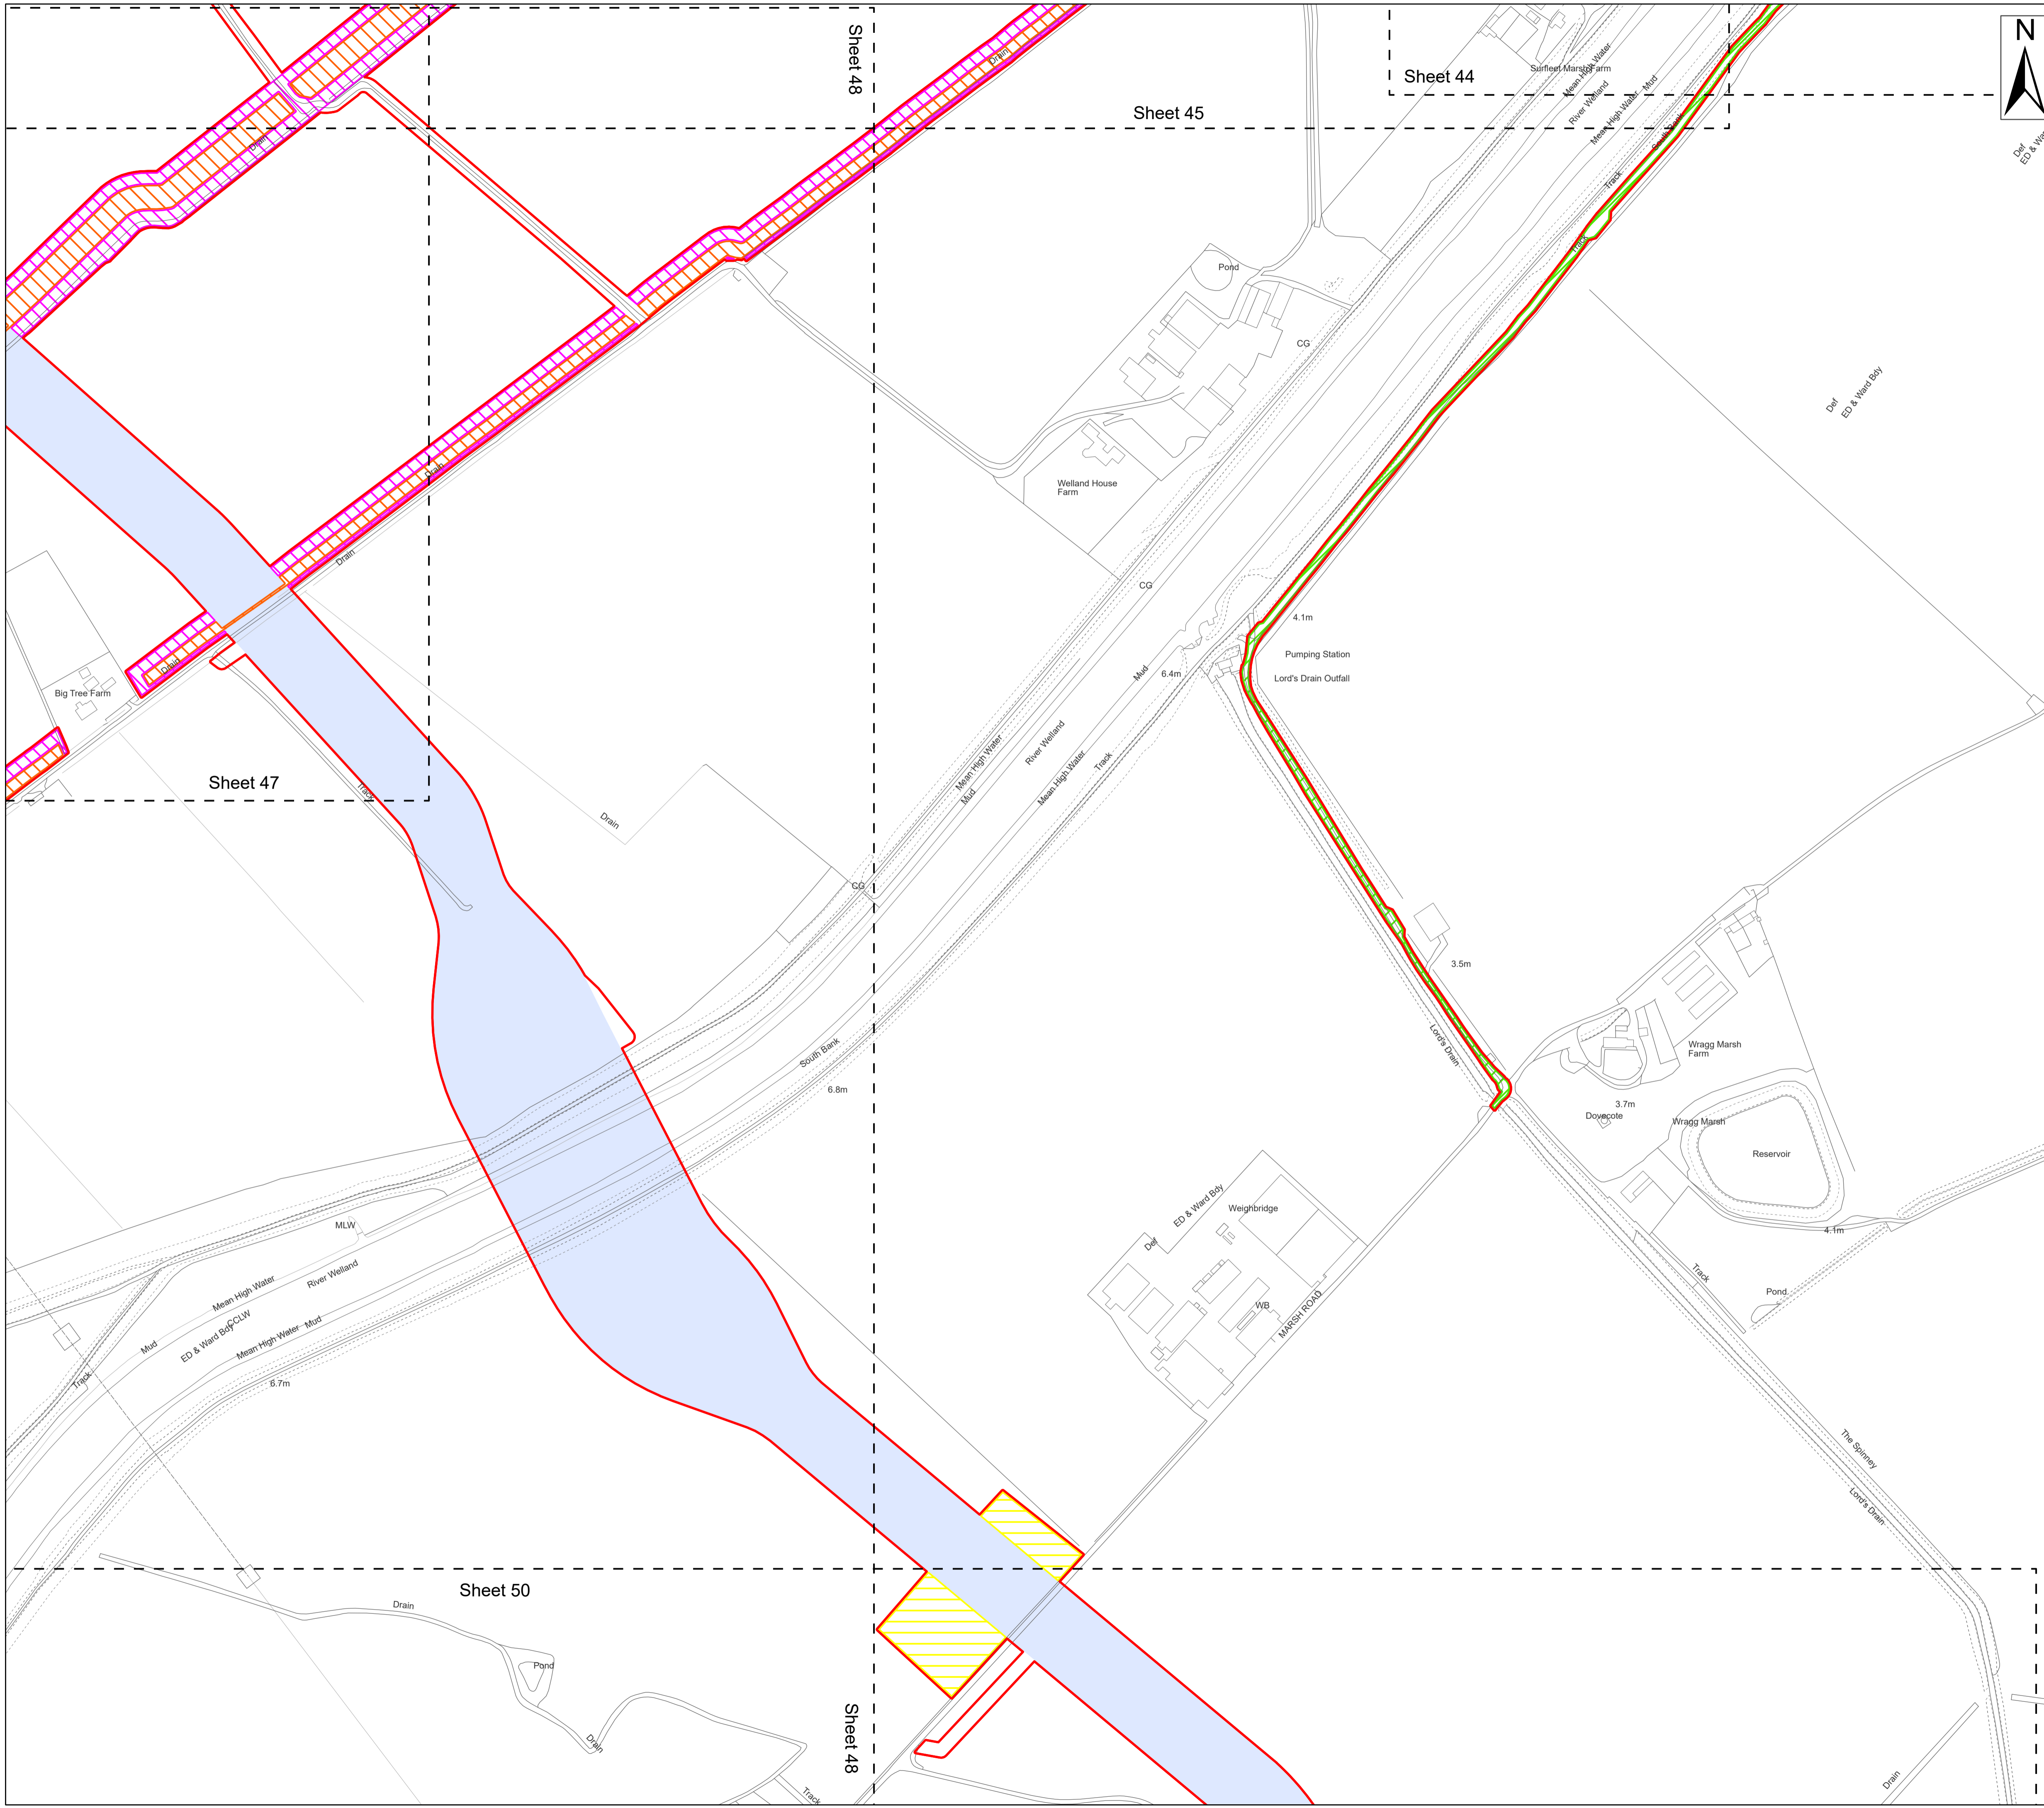 N
Sheet 48
Sheet 45
Sheet 44
Surfleet Marsh Farm
Mean High Water
River Welland
Mud
Mean High Water
South Bank
Track
Track
Def
Drain
Drain
Pond
CG
Def
ED & Ward Bdy
Drain
Welland House
Farm
Drain
CG
4.1m
Pumping Station
6.4m
Lord's Drain Outfall
Mud
Drain
Big Tree Farm
Sheet 47
Track
Drain
Mean High Water
Mud
River Welland
Mean High Water
Track
CG
3.5m
Lord's Drain
Wragg Marsh
Farm
3.7m
Dovecote
Wragg Marsh
Reservoir
4.1m
South Bank
6.8m
MLW
Mean High Water
River Welland
CCLW
ED & Ward Bdy
Mud
Mean High Water
Mud
6.7m
Track
ED & Ward Bdy
Def
Weighbridge
WB
MARSH ROAD
Track
Pond
The Spinney
Lord's Drain
Sheet 50
Drain
Pond
Drain
Track
Sheet 48
Drain